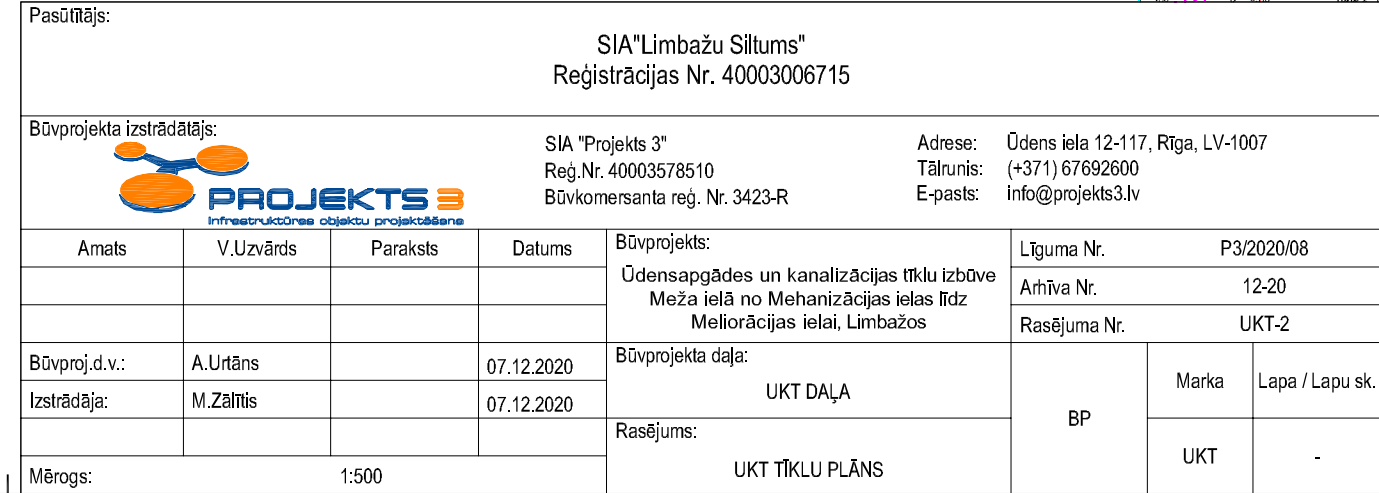 Pasūtītājs:
SIA"Limbažu Siltums"
Reģistrācijas Nr. 40003006715
Būvprojekta izstrādātājs:
PROJEKTS 3
Infrastruktūras objektu projektēšana
SIA "Projekts 3"
Reģ.Nr. 40003578510
Būvkomersanta reģ. Nr. 3423-R
Adrese: Ūdens iela 12-117, Rīga, LV-1007
Tālrunis: (+371) 67692600
E-pasts: info@projekts3.lv
Amats V.Uzvārds Paraksts Datums
Būvproj.d.v.: A.Urtāns 07.12.2020
Izstrādāja: M.Zālītis 07.12.2020
Mērogs: 1:500
Būvprojekts:
Ūdensapgādes un kanalizācijas tīklu izbūve
Meža ielā no Mehanizācijas ielas līdz
Meliorācijas ielai, Limbažos
Būvprojekta daļa:
UKT DAĻA
Rasējums:
UKT TĪKLU PLĀNS
Līguma Nr. P3/2020/08
Arhīva Nr. 12-20
Rasējuma Nr. UKT-2
BP
Marka Lapa / Lapu sk.
UKT -